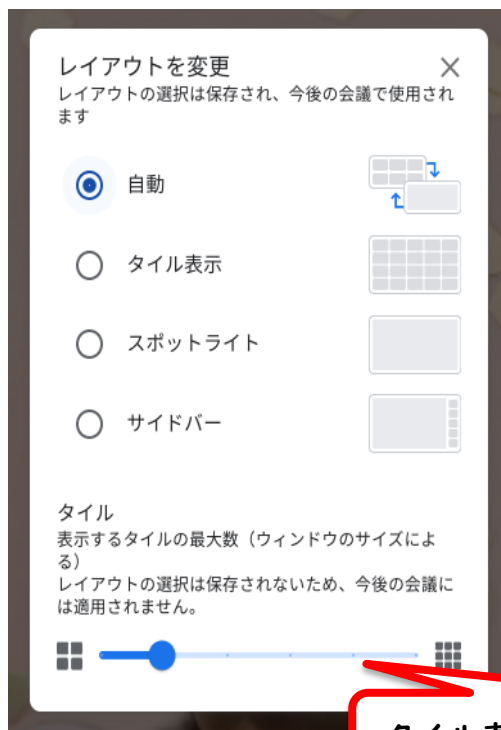 レイアウトを変更
レイアウトの選択は保存され、今後の会議で使用され
ます
自動
タイル表示
スポットライト
サイドバー
タイル
表示するタイルの最大数（ウィンドウのサイズによ
る）
レイアウトの選択は保存されないため、今後の会議に
は適用されません。